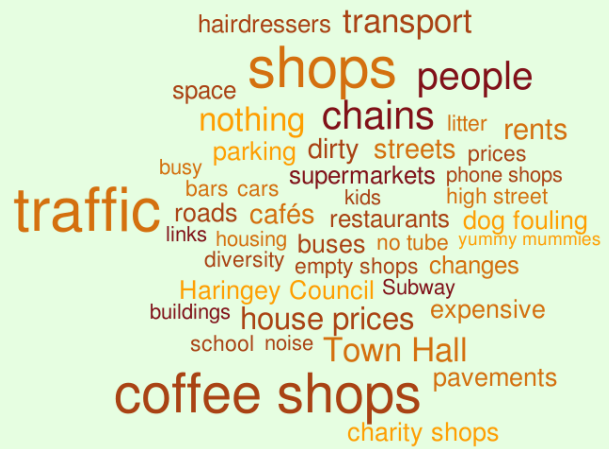 hairdressers transport
shops people
space
nothing chains litter rents
parking dirty streets prices
busy supermarkets phone shops
bars cars kids high street
traffic roads cafés restaurants dog fouling
links housing buses no tube yummy mummies
diversity empty shops changes
Haringey Council Subway
buildings house prices expensive
school noise Town Hall
coffee shops pavements
charity shops